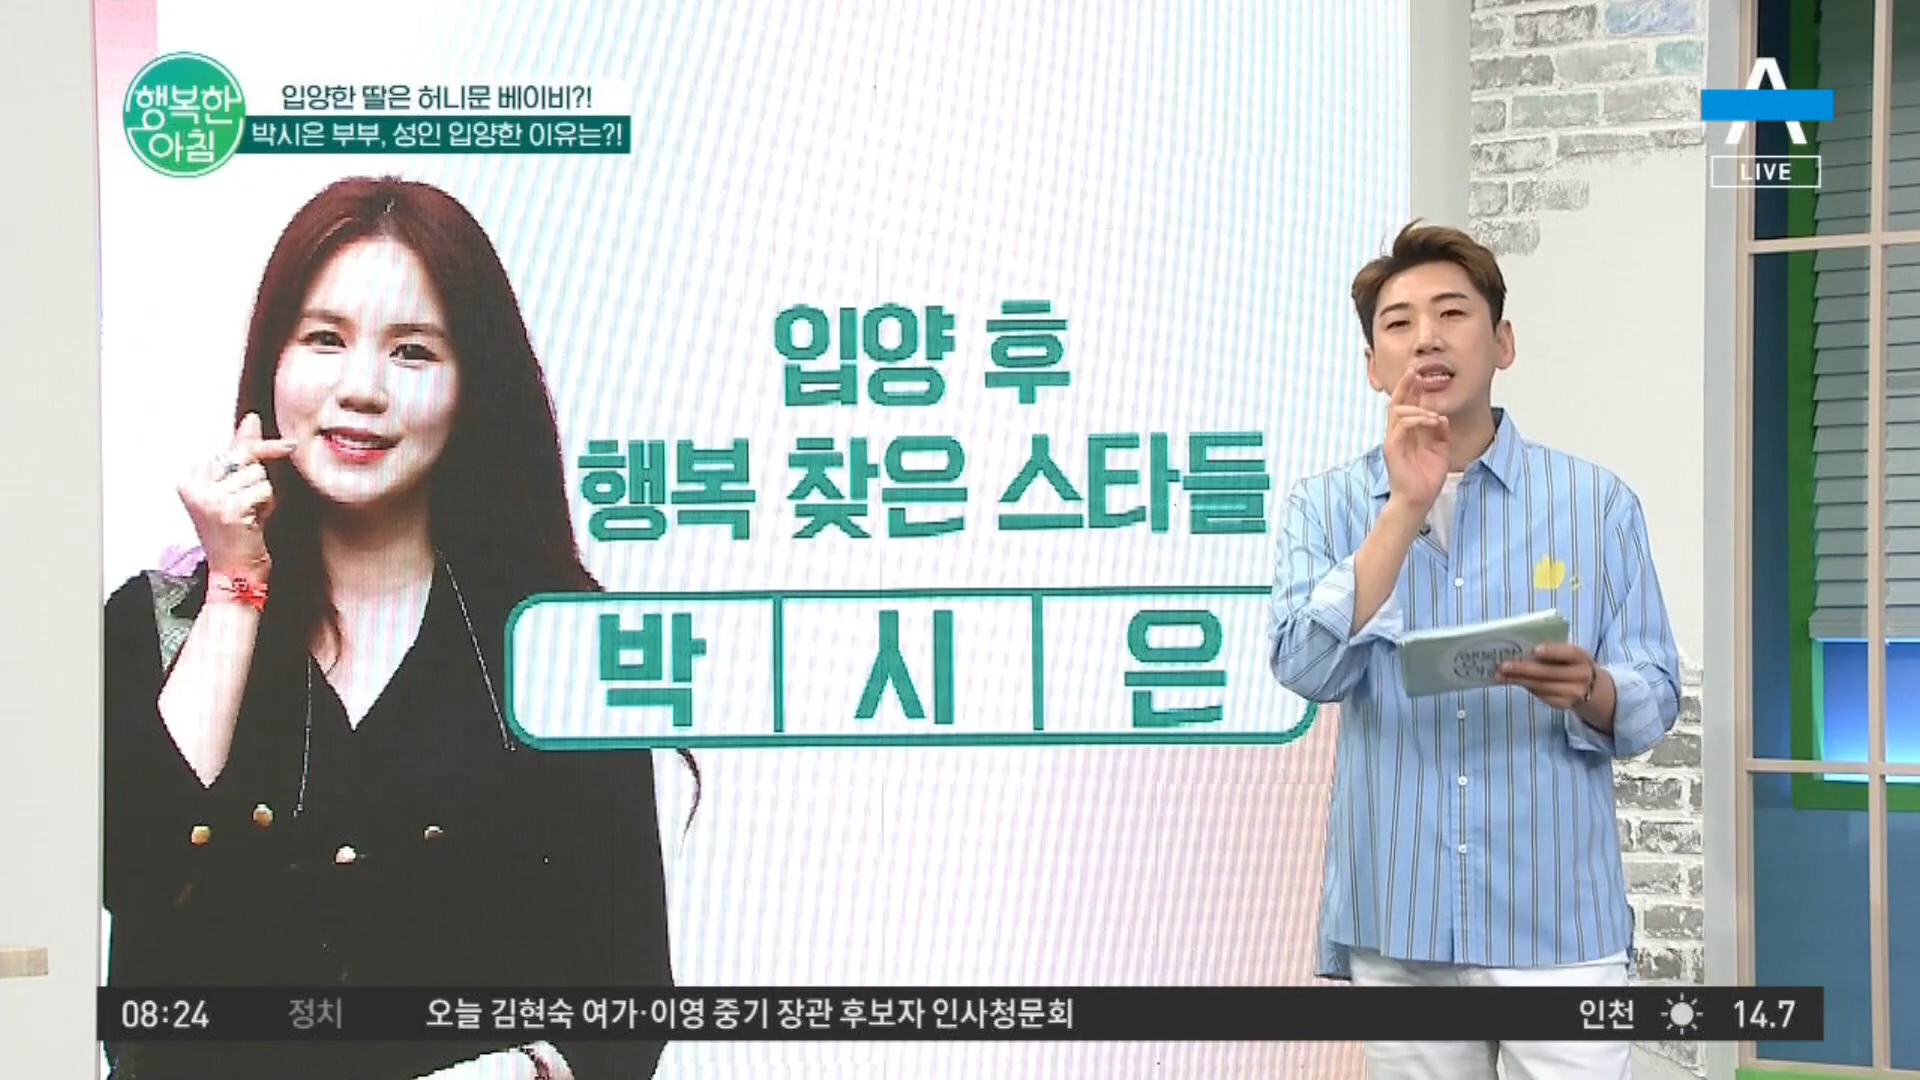 행복한
아침
입양한 딸은 허니문 베이비?!
박시은 부부, 성인 입양한 이유는?!
LIVE
입양 후
행복 찾은 스타들
박시은
08:24 정치 오늘 김현숙 여가·이영 중기 장관 후보자 인사청문회 인천 14.7